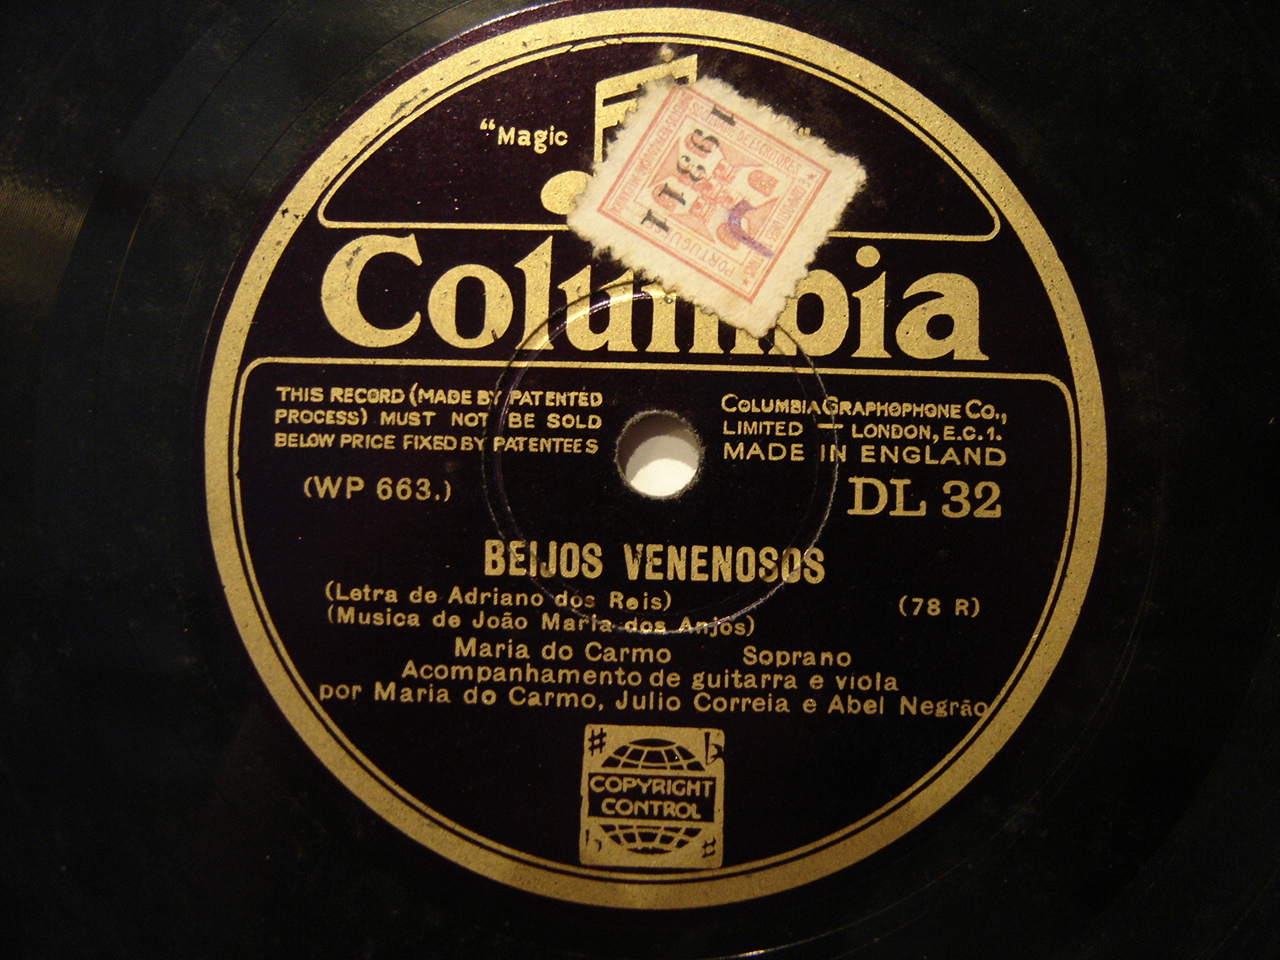 “Magic
Columbia
THIS RECORD (MADE BY PATENTED
PROCESS) MUST NOT BE SOLD
BELOW PRICE FIXED BY PATENTEES
COLUMBIA GRAPHOPHONE CO.,
LIMITED — LONDON, E.C.1.
MADE IN ENGLAND
(WP 663.)
DL 32
BEIJOS VENENOSOS
(Letra de Adriano dos Reis)
(Musica de João Maria dos Anjos)
(78 R)
Maria do Carmo Soprano
Acompanhamento de guitarra e viola
por Maria do Carmo, Julio Correia e Abel Negrão
COPYRIGHT
CONTROL